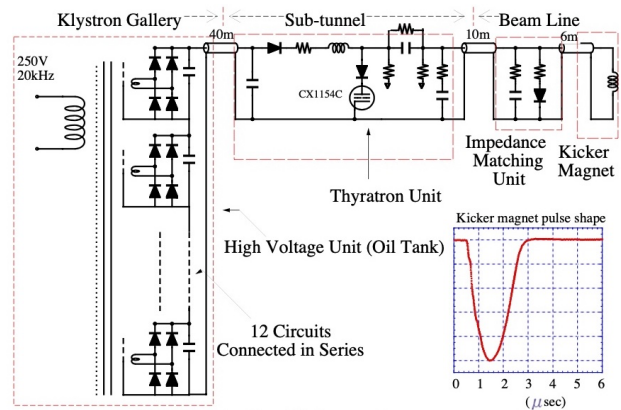 Klystron Gallery
Sub-tunnel
Beam Line
40m
10m
6m
250V
20kHz
CX1154C
Impedance
Matching
Unit
Kicker
Magnet
Thyratron Unit
High Voltage Unit (Oil Tank)
12 Circuits
Connected in Series
Kicker magnet pulse shape
0 1 2 3 4 5 6
(μ sec)